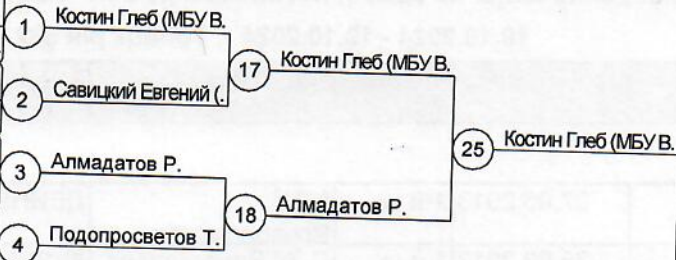 1 Костин Глеб (МБУ В.
2 Савицкий Евгений (.
17 Костин Глеб (МБУ В.
3 Алмадатов Р.
4 Подопросветов Т.
18 Алмадатов Р.
25 Костин Глеб (МБУ В.